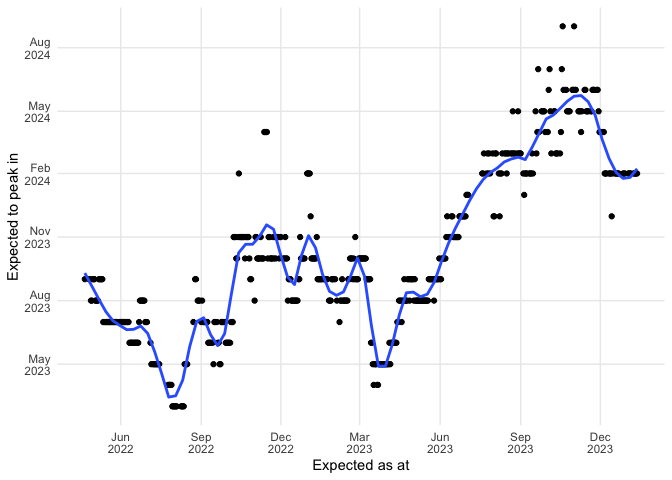 Aug
2024
May
2024
Feb
2024
Nov
2023
Aug
2023
May
2023
Expected to peak in
Jun
2022
Sep
2022
Dec
2022
Mar
2023
Jun
2023
Sep
2023
Dec
2023
Expected as at